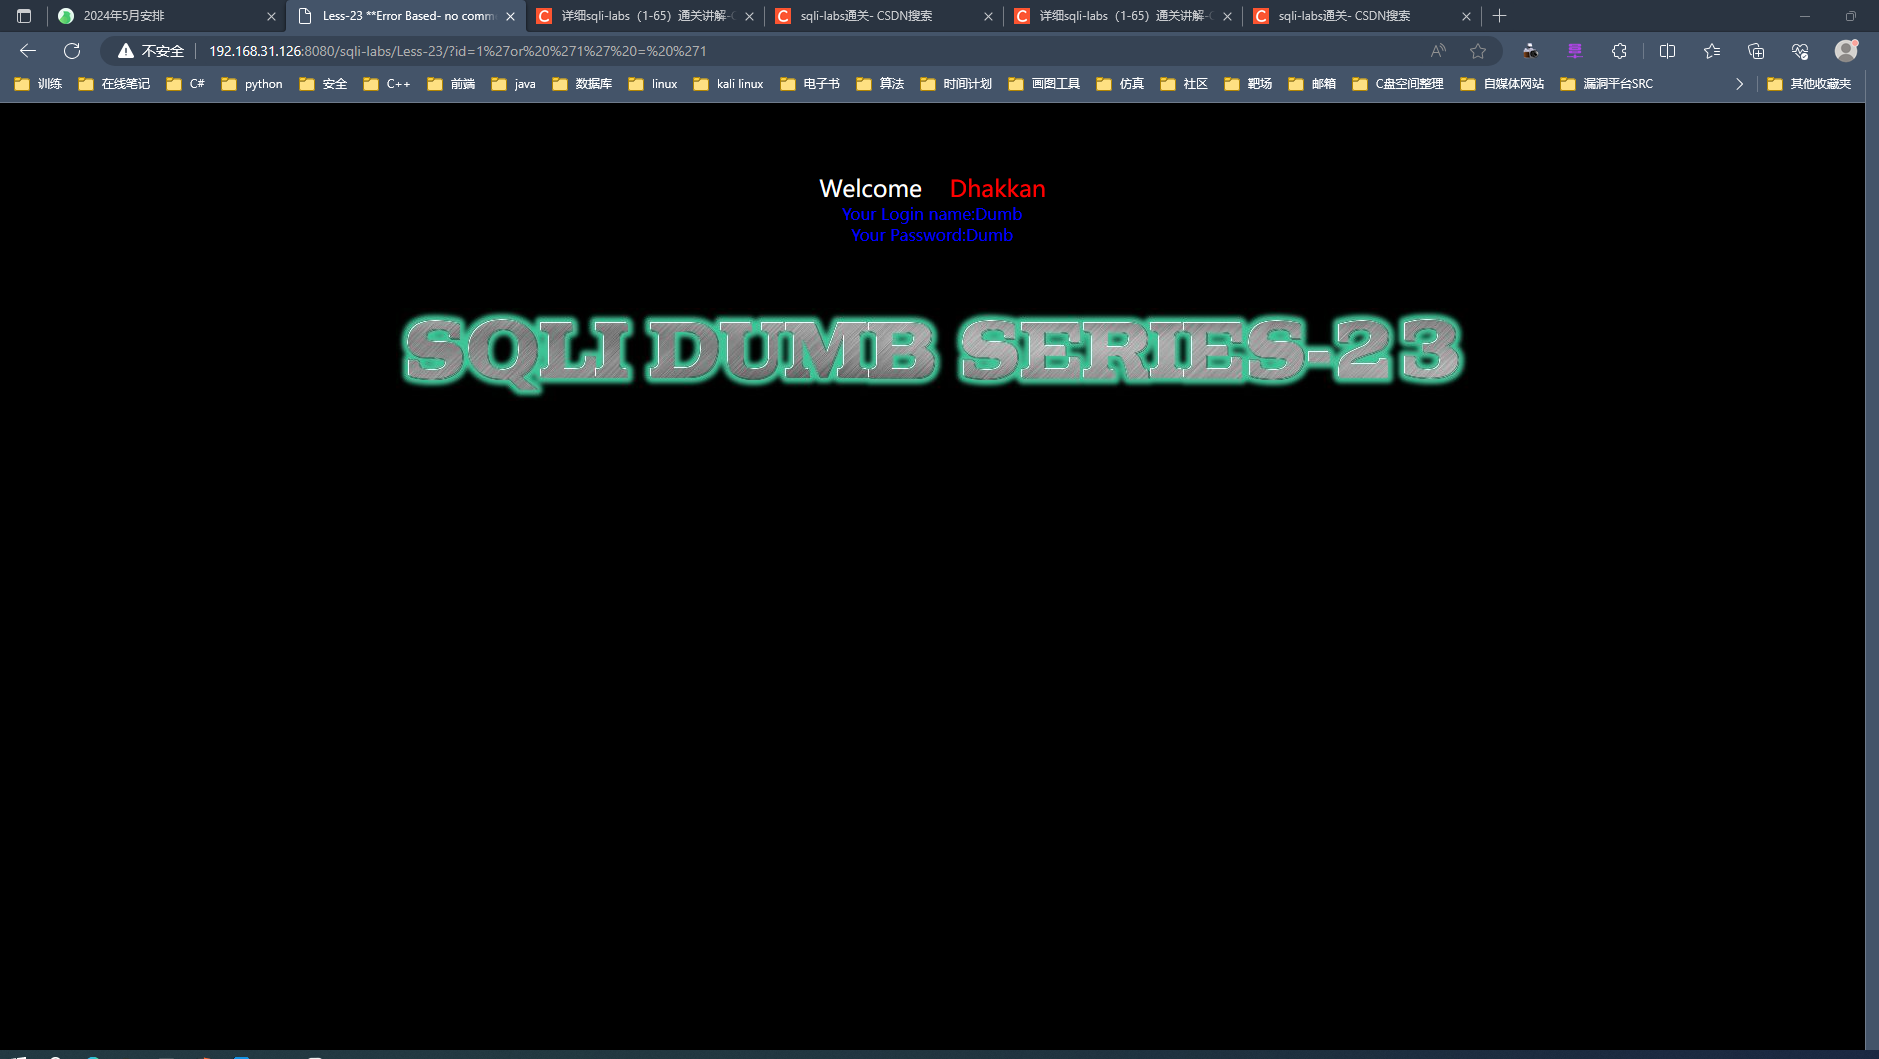 2024年5月安排
Less-23 **Error Based- no comm
详细sqli-labs（1-65）通关讲解-
sqli-labs通关- CSDN搜索
详细sqli-labs（1-65）通关讲解-
sqli-labs通关- CSDN搜索
不安全
192.168.31.126:8080/sqli-labs/Less-23/?id=1%27or%20%271%27%20=%20%271
训练 在线笔记 C# python 安全 C++ 前端 java 数据库 linux kali linux 电子书 算法 时间计划 画图工具 仿真 社区 靶场 邮箱 C盘空间整理 自媒体网站 漏洞平台SRC 其他收藏夹
Welcome Dhakkan
Your Login name:Dumb
Your Password:Dumb
SQLI DUMB SERIES-23